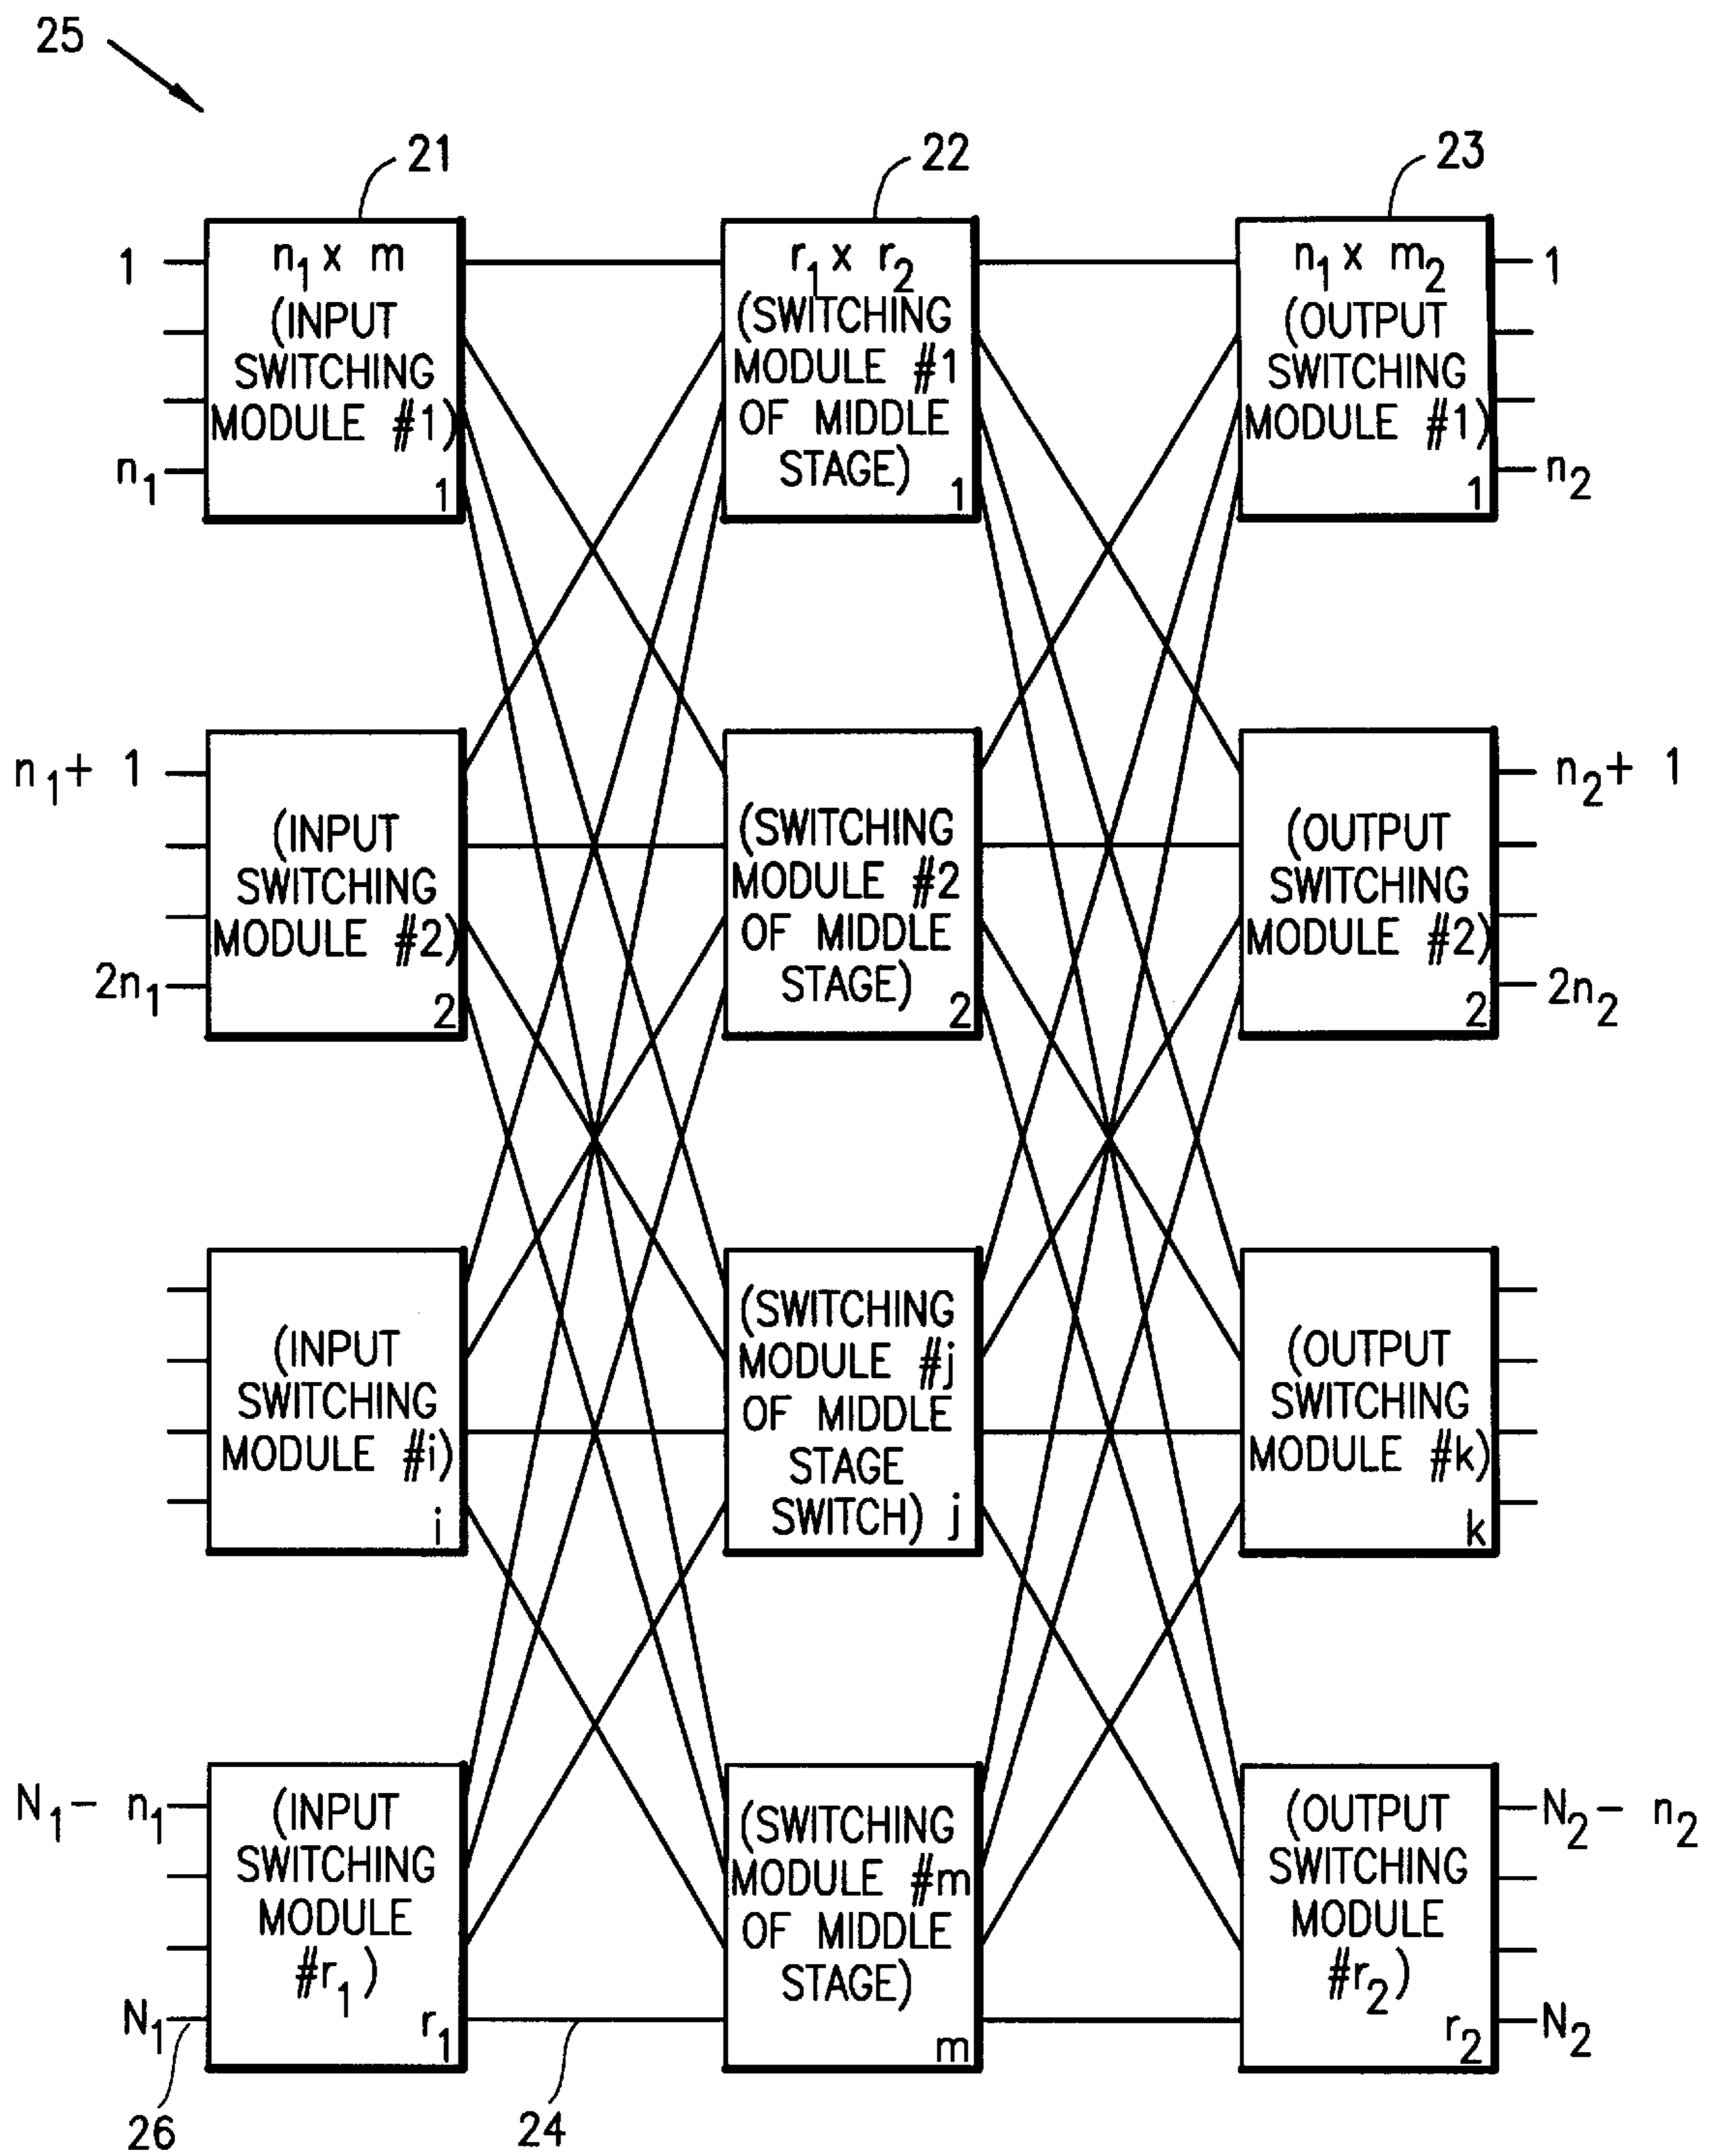 25
21
22
23
1
n₁ x m
(INPUT
SWITCHING
MODULE #1)
1
n₁
r₁ x r₂
(SWITCHING
MODULE #1
OF MIDDLE
STAGE)
1
n₁ x m₂
(OUTPUT
SWITCHING
MODULE #1)
1
1
n₂
n₁+ 1
(INPUT
SWITCHING
MODULE #2)
2
2n₁
(SWITCHING
MODULE #2
OF MIDDLE
STAGE)
2
(OUTPUT
SWITCHING
MODULE #2)
2
n₂+ 1
2n₂
(INPUT
SWITCHING
MODULE #i)
i
(SWITCHING
MODULE #j
OF MIDDLE
STAGE
SWITCH)
j
(OUTPUT
SWITCHING
MODULE #k)
k
N₁- n₁
(INPUT
SWITCHING
MODULE
#r₁)
r₁
N₁
(SWITCHING
MODULE #m
OF MIDDLE
STAGE)
m
(OUTPUT
SWITCHING
MODULE
#r₂)
r₂
N₂- n₂
N₂
26
24